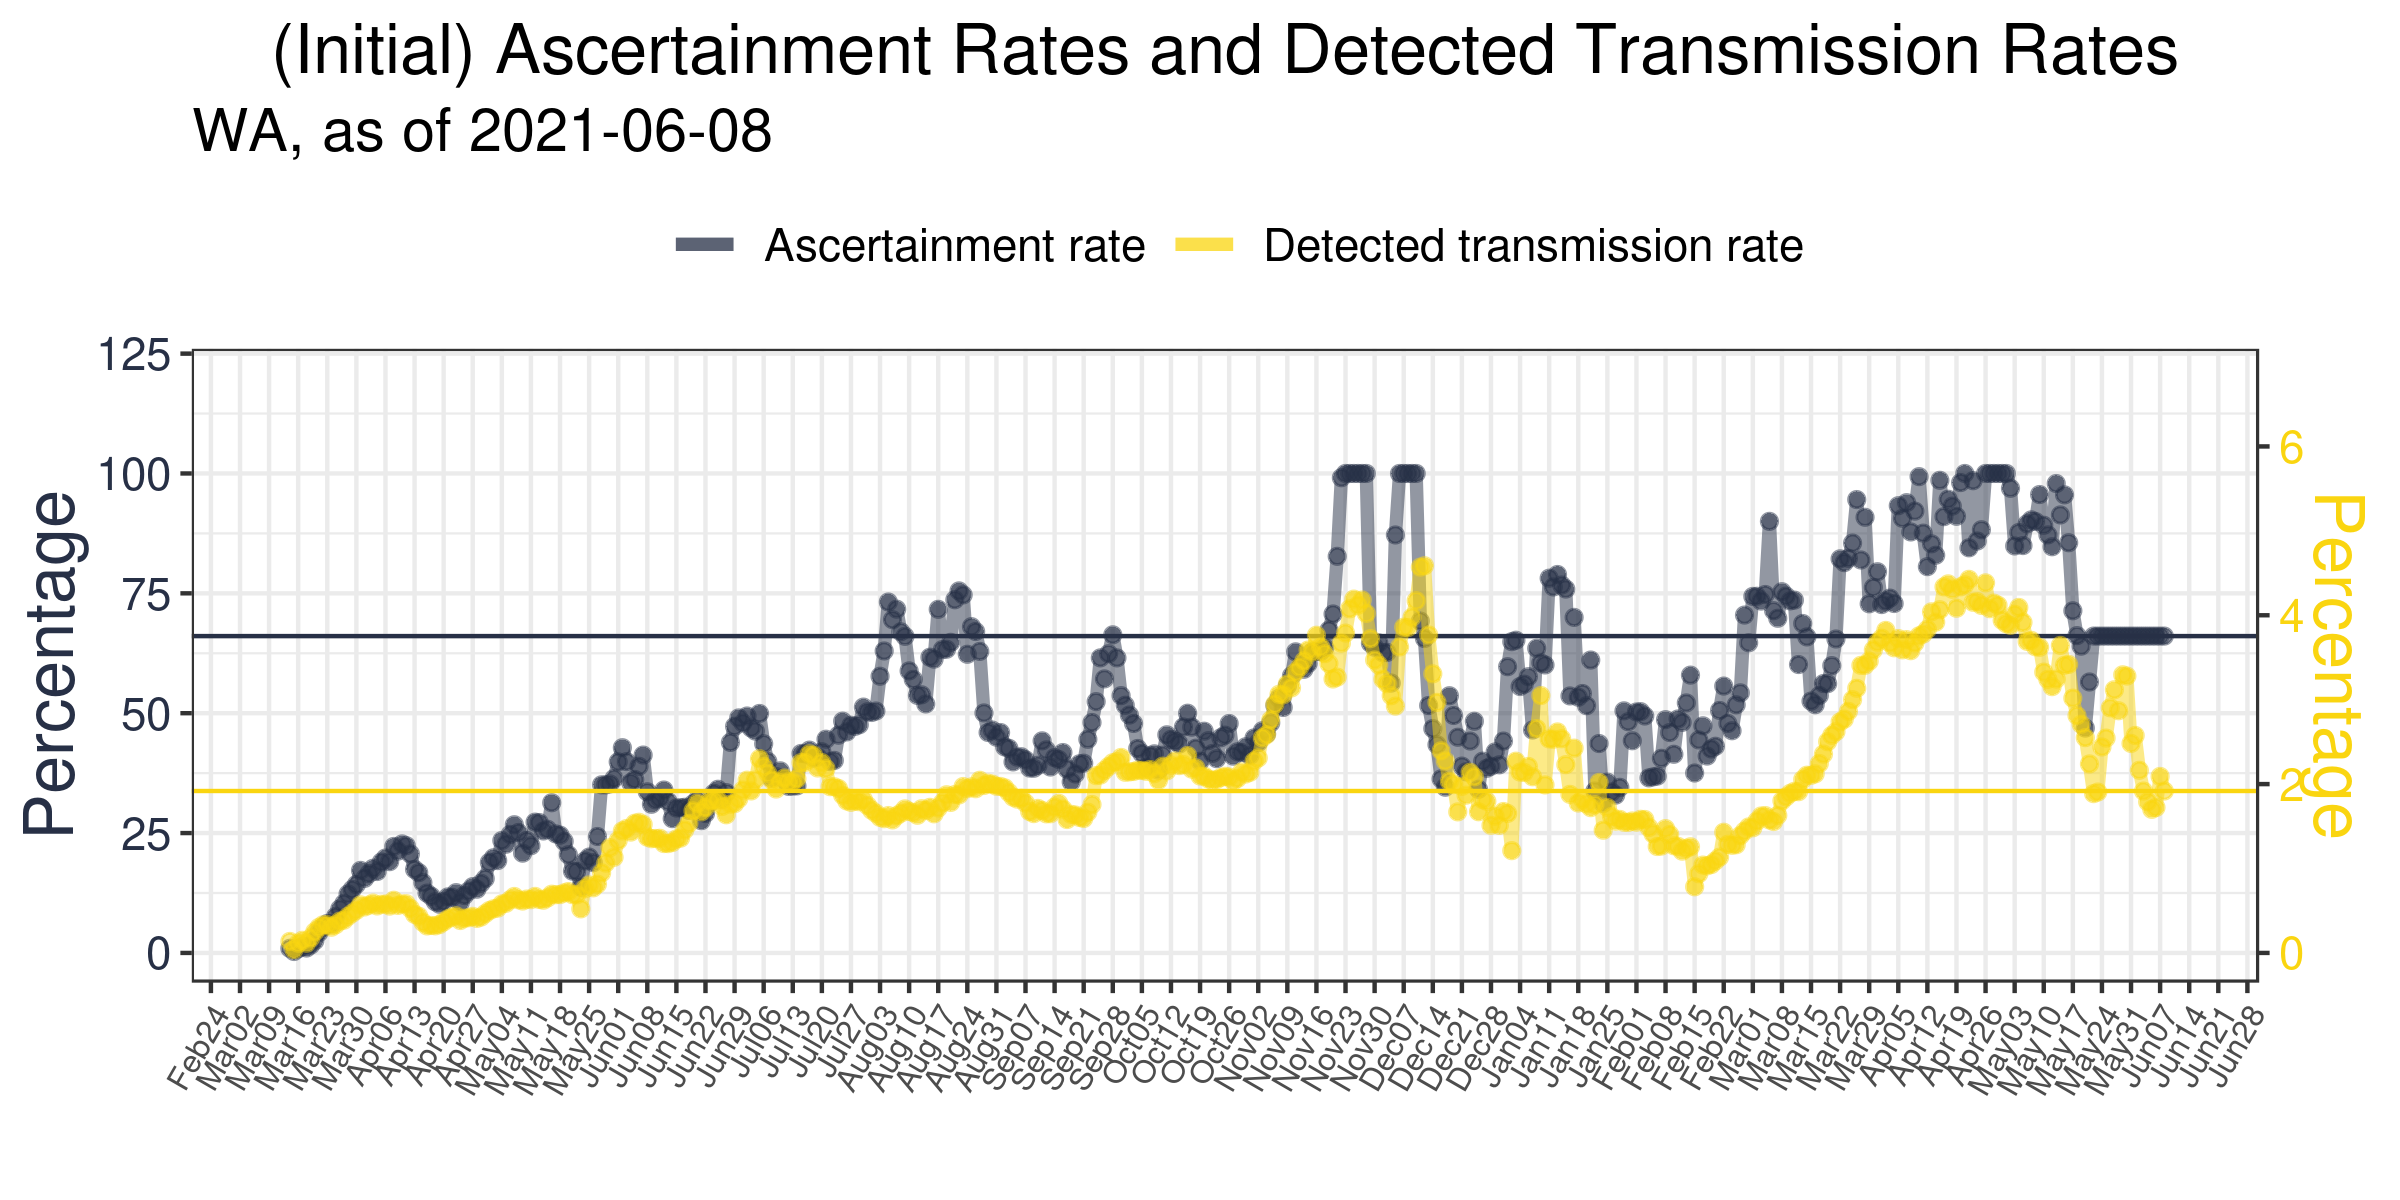 (Initial) Ascertainment Rates and Detected Transmission Rates
WA, as of 2021-06-08
Ascertainment rate
Detected transmission rate
Percentage
125
100
75
50
25
0
6
4
2
0
Percentage
Feb24
Mar02
Mar09
Mar16
Mar23
Mar30
Apr06
Apr13
Apr20
Apr27
May04
May11
May18
May25
Jun01
Jun08
Jun15
Jun22
Jun29
Jul06
Jul13
Jul20
Jul27
Aug03
Aug10
Aug17
Aug24
Aug31
Sep07
Sep14
Sep21
Sep28
Oct05
Oct12
Oct19
Oct26
Nov02
Nov09
Nov16
Nov23
Nov30
Dec07
Dec14
Dec21
Dec28
Jan04
Jan11
Jan18
Jan25
Feb01
Feb08
Feb15
Feb22
Mar01
Mar08
Mar15
Mar22
Mar29
Apr05
Apr12
Apr19
Apr26
May03
May10
May17
May24
May31
Jun07
Jun14
Jun21
Jun28